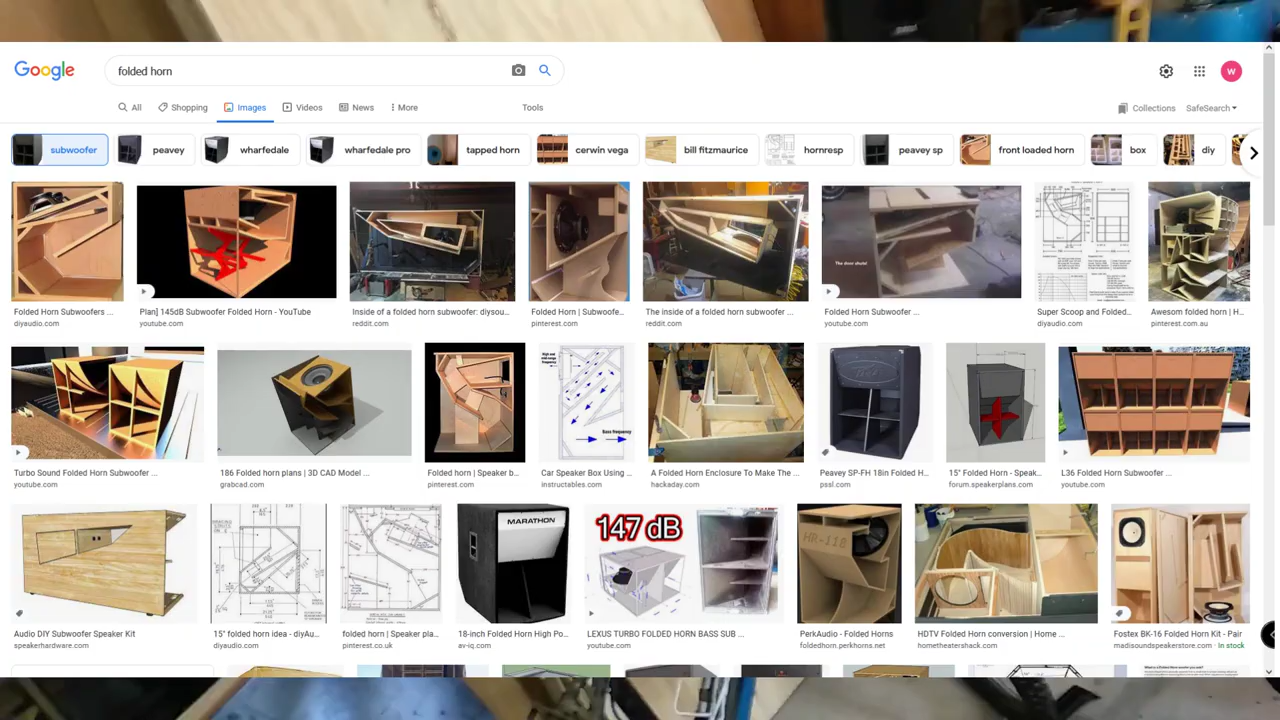 Google
folded horn
W
All
Shopping
Images
Videos
News
More
Tools
Collections
SafeSearch
subwoofer
peavey
wharfedale
wharfedale pro
tapped horn
cerwin vega
bill fitzmaurice
hornresp
peavey sp
front loaded horn
box
diy
The door shuts!
Folded Horn Subwoofers ...
diyaudio.com
Plan] 145dB Subwoofer Folded Horn - YouTube
youtube.com
Inside of a folded horn subwoofer: diysou...
reddit.com
Folded Horn | Subwoofe...
pinterest.com
The inside of a folded horn subwoofer ...
reddit.com
Folded Horn Subwoofer ...
youtube.com
Super Scoop and Folded...
diyaudio.com
Awesom folded horn | H...
pinterest.com.au
Bass frequency
Turbo Sound Folded Horn Subwoofer ...
youtube.com
186 Folded horn plans | 3D CAD Model ...
grabcad.com
Folded horn | Speaker b...
pinterest.com
Car Speaker Box Using ...
instructables.com
A Folded Horn Enclosure To Make The ...
hackaday.com
Peavey SP-FH 18in Folded H...
pssl.com
15" Folded Horn - Speak...
forum.speakerplans.com
L36 Folded Horn Subwoofer ...
youtube.com
MARATHON
147 dB
HR-118
Audio DIY Subwoofer Speaker Kit
speakerhardware.com
15" folded horn idea - diyAu...
diyaudio.com
folded horn | Speaker pla...
pinterest.co.uk
18-inch Folded Horn High Po...
av-iq.com
LEXUS TURBO FOLDED HORN BASS SUB ...
youtube.com
PerkAudio - Folded Horns
foldedhorn.perkhorns.net
HDTV Folded Horn conversion | Home ...
hometheatershack.com
Fostex BK-16 Folded Horn Kit - Pair
madisoundspeakerstore.com · In stock